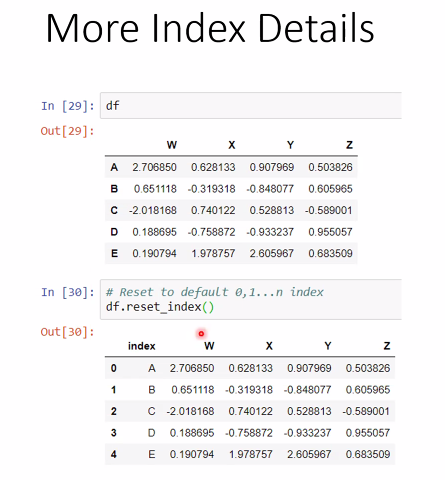 More Index Details
In [29]: df
Out[29]:
W X Y Z
A 2.706850 0.628133 0.907969 0.503826
B 0.651118 -0.319318 -0.848077 0.605965
C -2.018168 0.740122 0.528813 -0.589001
D 0.188695 -0.758872 -0.933237 0.955057
E 0.190794 1.978757 2.605967 0.683509
In [30]: # Reset to default 0,1...n index
df.reset_index()
Out[30]:
index W X Y Z
0 A 2.706850 0.628133 0.907969 0.503826
1 B 0.651118 -0.319318 -0.848077 0.605965
2 C -2.018168 0.740122 0.528813 -0.589001
3 D 0.188695 -0.758872 -0.933237 0.955057
4 E 0.190794 1.978757 2.605967 0.683509